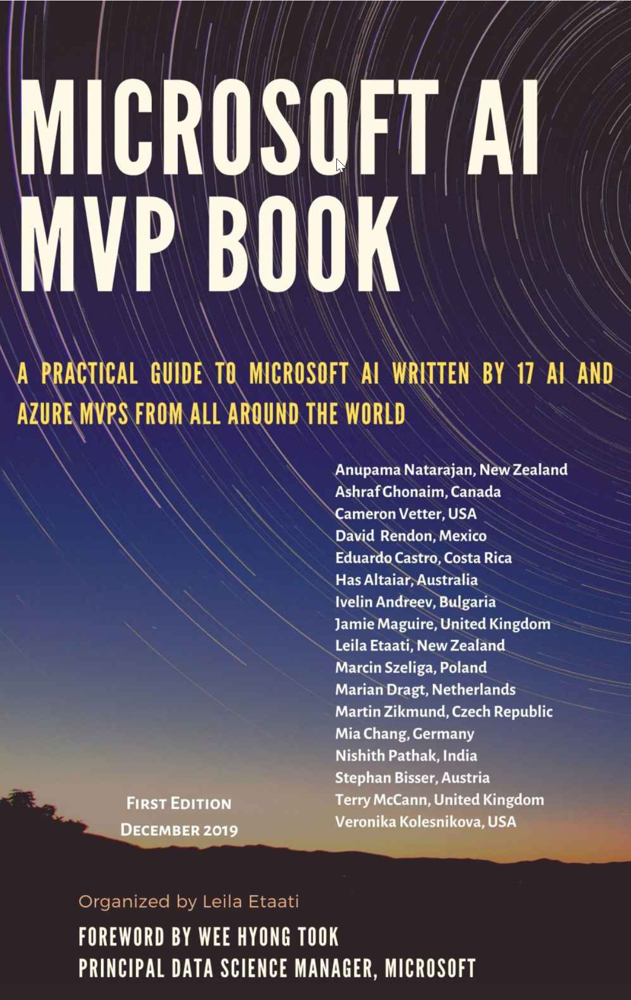 MICROSOFT AI
MVP BOOK
A PRACTICAL GUIDE TO MICROSOFT AI WRITTEN BY 17 AI AND
AZURE MVPS FROM ALL AROUND THE WORLD
Anupama Natarajan, New Zealand
Ashraf Ghonaim, Canada
Cameron Vetter, USA
David Rendon, Mexico
Eduardo Castro, Costa Rica
Has Altaiar, Australia
Ivelin Andreev, Bulgaria
Jamie Maguire, United Kingdom
Leila Etaati, New Zealand
Marcin Szeliga, Poland
Marian Dragt, Netherlands
Martin Zikmund, Czech Republic
Mia Chang, Germany
Nishith Pathak, India
Stephan Bisser, Austria
Terry McCann, United Kingdom
Veronika Kolesnikova, USA
FIRST EDITION
DECEMBER 2019
Organized by Leila Etaati
FOREWORD BY WEE HYONG TOOK
PRINCIPAL DATA SCIENCE MANAGER, MICROSOFT